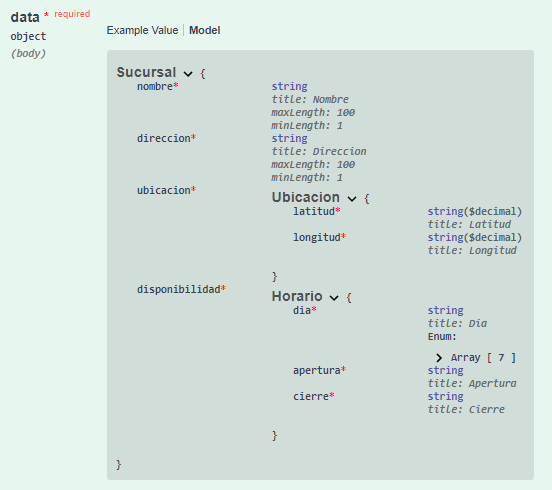 data * required
object
(body)
Example Value | Model
Sucursal {
nombre* string
title: Nombre
maxLength: 100
minLength: 1
direccion* string
title: Direccion
maxLength: 100
minLength: 1
ubicacion* Ubicacion {
latitud* string($decimal)
title: Latitud
longitud* string($decimal)
title: Longitud
}
disponibilidad* Horario {
dia* string
title: Dia
Enum:
Array [ 7 ]
apertura* string
title: Apertura
cierre* string
title: Cierre
}
}